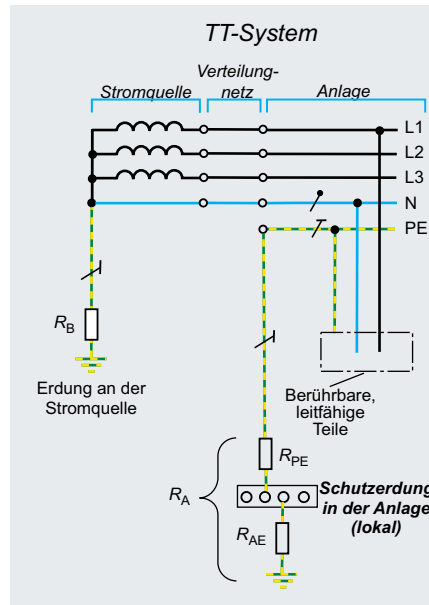 TT-System
Verteilung-
Stromquelle netz Anlage
L1
L2
L3
N
PE
RB
Erdung an der
Stromquelle
Berührbare,
leitfähige
Teile
RPE
RA
Schutzerdung
in der Anlage
(lokal)
RAE